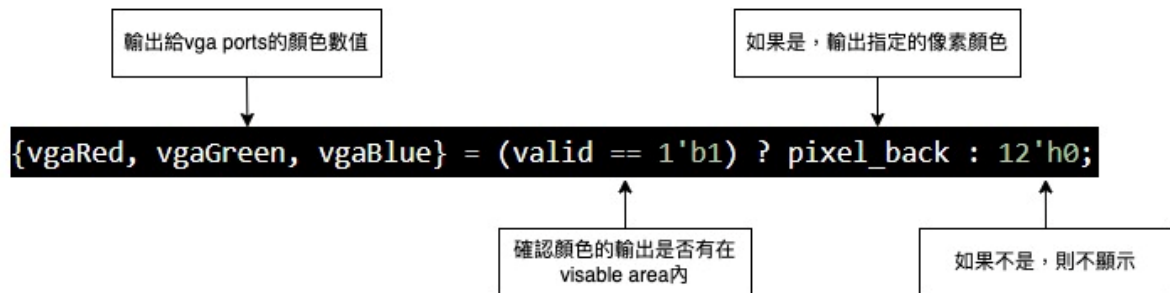 輸出給vga ports的顏色數值
如果是，輸出指定的像素顏色
{vgaRed, vgaGreen, vgaBlue} = (valid == 1'b1) ? pixel_back : 12'h0;
確認顏色的輸出是否有在
visable area內
如果不是，則不顯示